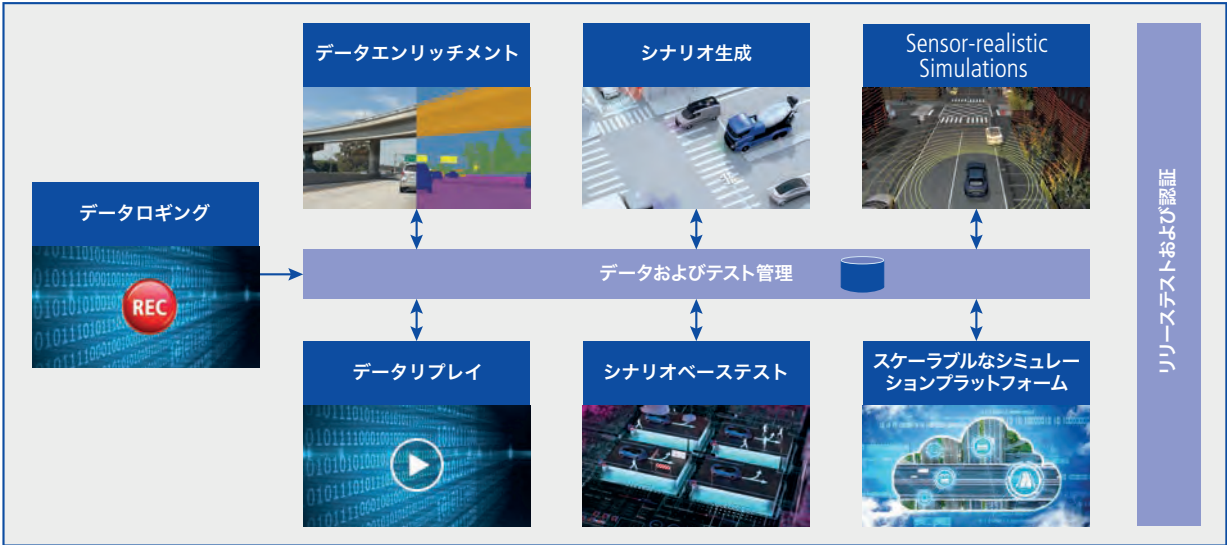 データエンリッチメント
シナリオ生成
Sensor-realistic
Simulations
データロギング
REC
データおよびテスト管理
データリプレイ
シナリオベーステスト
スケーラブルなシミュレー
ションプラットフォーム
リリーステストおよび認証